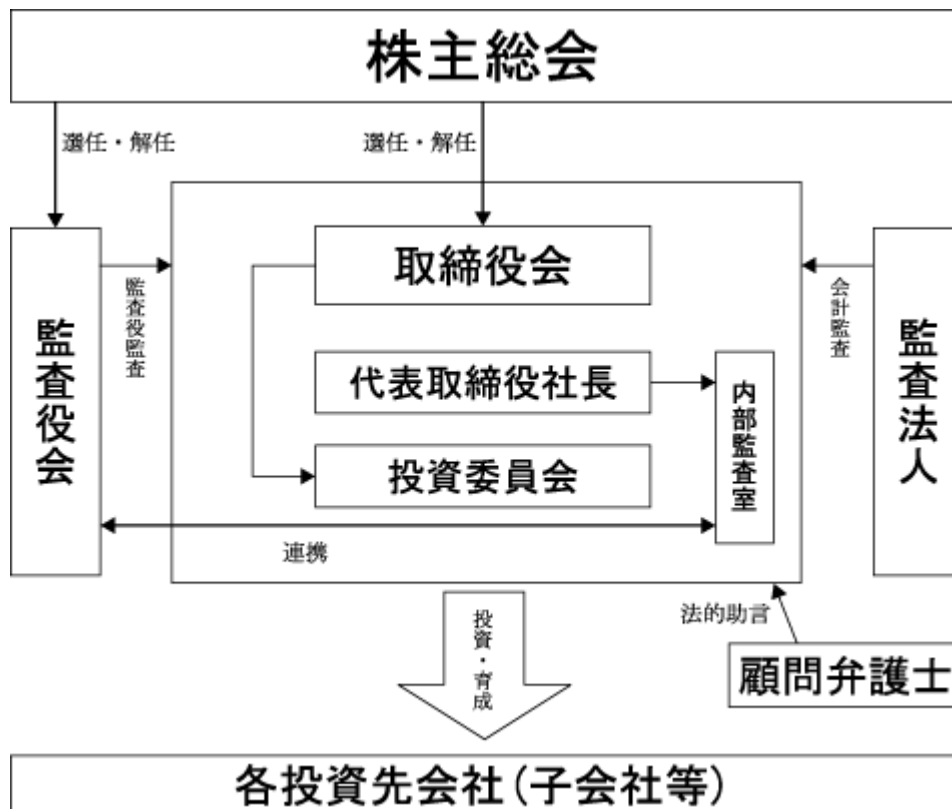 株主総会
選任・解任
選任・解任
取締役会
監査役会
監査役監査
会計監査
監査法人
代表取締役社長
内部監査室
投資委員会
連携
投資・育成
法的助言
顧問弁護士
各投資先会社(子会社等)